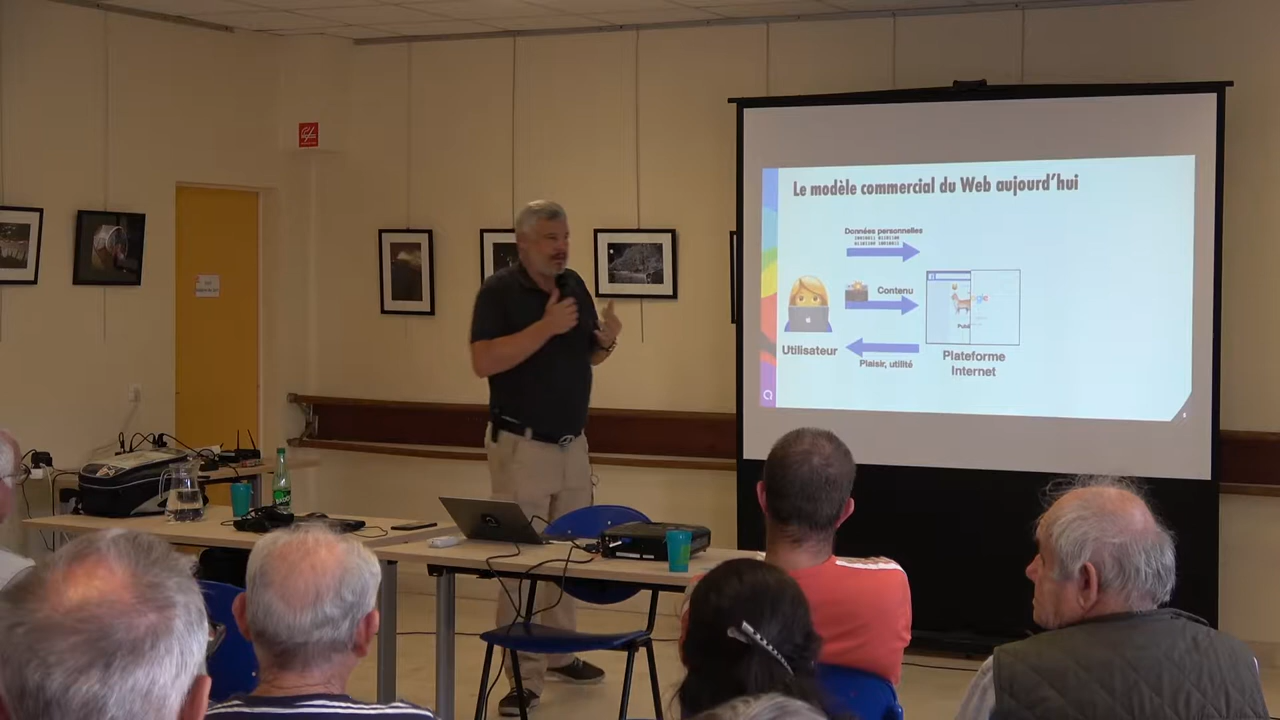 Le modèle commercial du Web aujourd'hui
Données personnelles
Contenu
Utilisateur
Plaisir, utilité
Plateforme
Internet